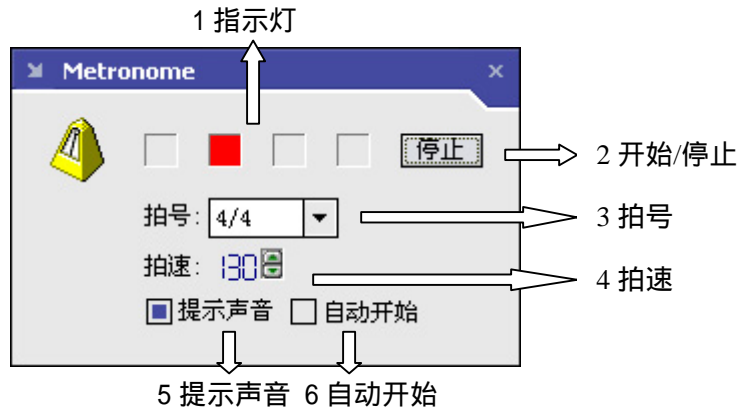 1 指示灯
Metronome
停止
2 开始/停止
拍号: 4/4
3 拍号
拍速: 130
4 拍速
提示声音 自动开始
5 提示声音 6 自动开始